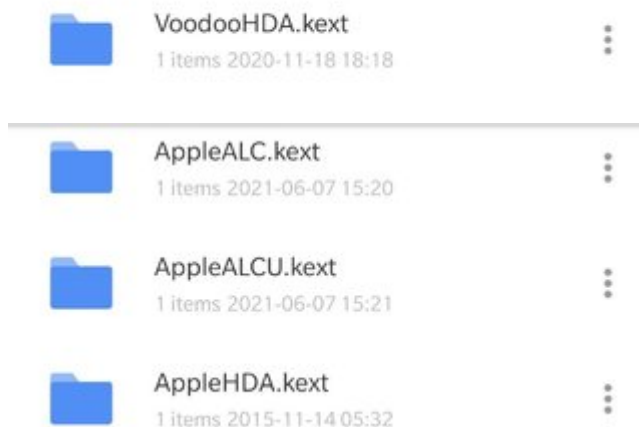 VoodooHDA.kext
1 items 2020-11-18 18:18
AppleALC.kext
1 items 2021-06-07 15:20
AppleALCU.kext
1 items 2021-06-07 15:21
AppleHDA.kext
1 items 2015-11-14 05:32